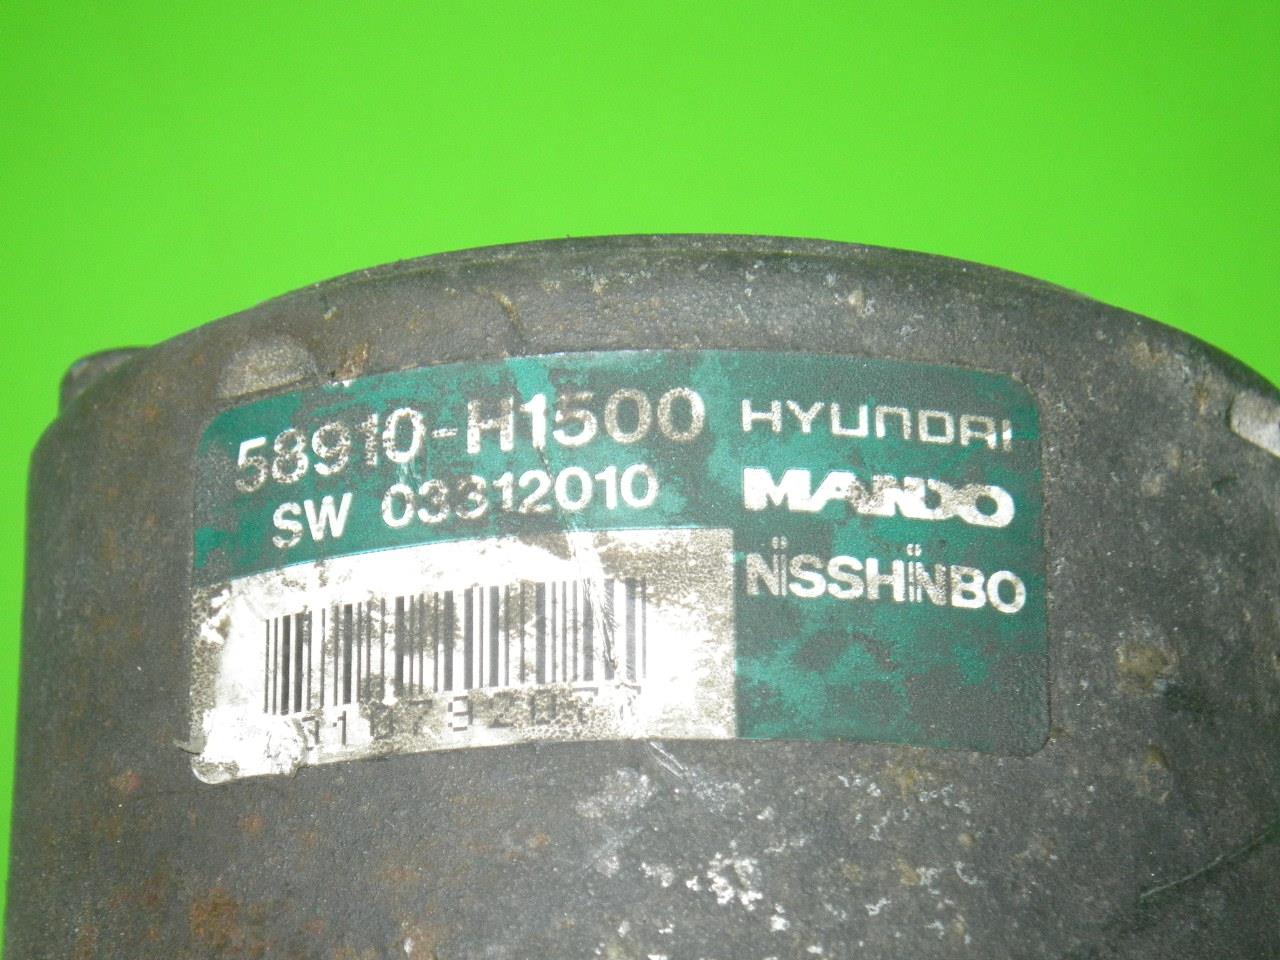 58910-H1500
SW 03312010
HYUNDAI
MANDO
NISSHINBO